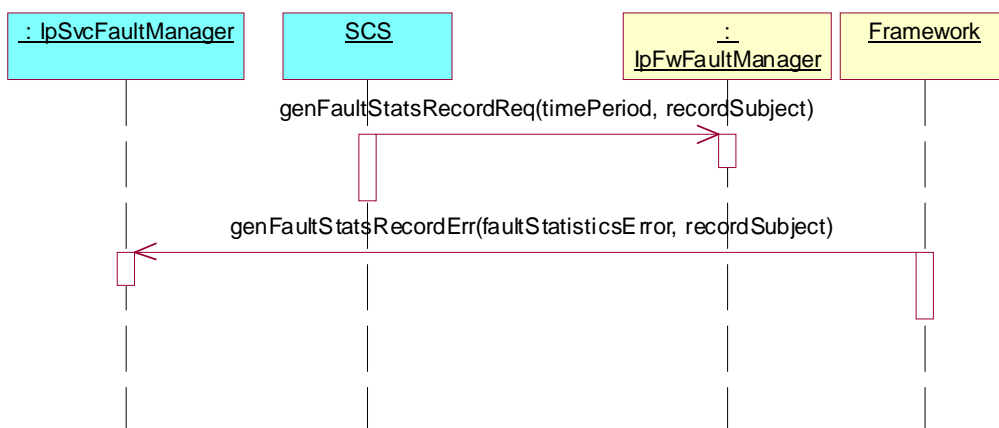 : IpSvcFaultManager
SCS
:
IpFwFaultManager
Framework
genFaultStatsRecordReq(timePeriod, recordSubject)
genFaultStatsRecordErr(faultStatisticsError, recordSubject)